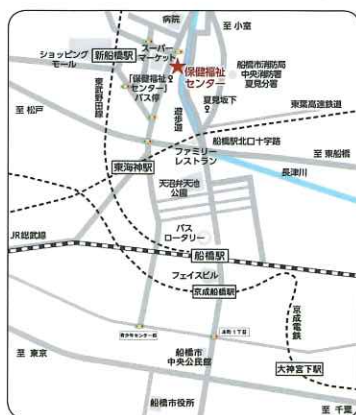 病院
至 小室
ショッピング
モール
新船橋駅
スーパー
マーケット
保健福祉
センター
船橋市消防局
中央消防署
夏見分署
「保健福祉
センター」
バス停
東武野田線
遊歩道
夏見坂下
東葉高速鉄道
至 松戸
船橋駅北口十字路
ファミリー
レストラン
至 東船橋
東海神駅
長津川
天沼弁天池
公園
JR総武線
バス
ロータリー
船橋駅
フェイスビル
京成船橋駅
京成電鉄
本町1丁目
船橋市
中央公民館
大神宮下駅
至 東京
船橋市役所
至 千葉